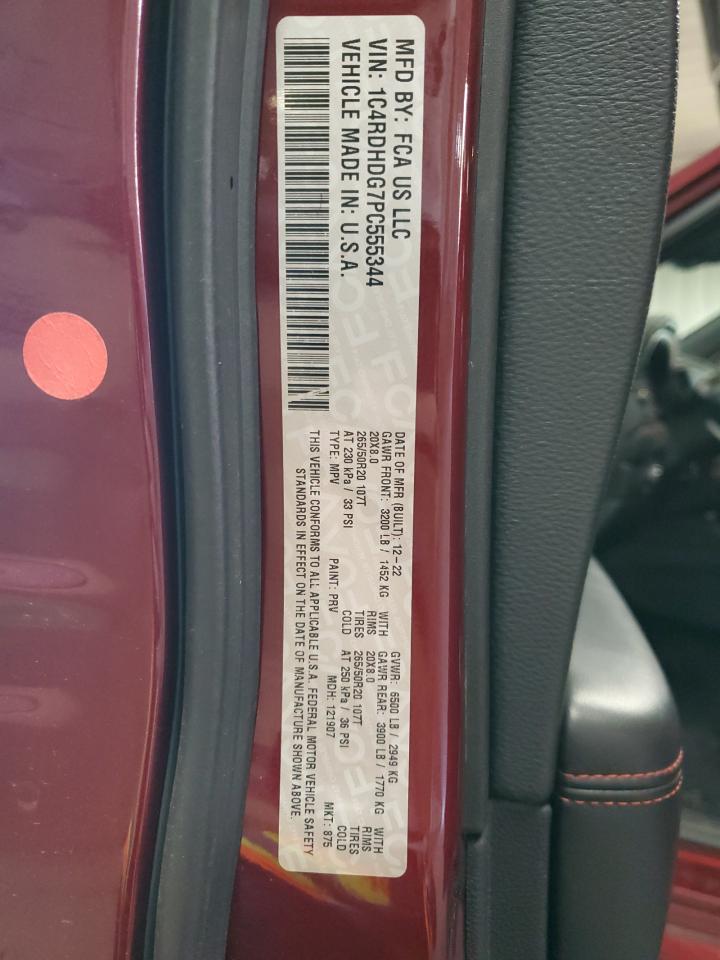 MFD BY: FCA US LLC
VIN: 1C4RDHDG7PC555344
VEHICLE MADE IN: U.S.A.
DATE OF MFR (BUILT): 12-22 GVWR: 6500 LB / 2949 KG
GAWR FRONT: 3200 LB / 1452 KG WITH GAWR REAR: 3900 LB / 1770 KG WITH
20X8.0 RIMS 20X8.0 RIMS
265/50R20 107T TIRES 265/50R20 107T TIRES
AT 230 kPa / 33 PSI COLD AT 250 kPa / 36 PSI COLD
TYPE: MPV PAINT: PRV MDH: 121907 MKT: 875
THIS VEHICLE CONFORMS TO ALL APPLICABLE U.S.A. FEDERAL MOTOR VEHICLE SAFETY
STANDARDS IN EFFECT ON THE DATE OF MANUFACTURE SHOWN ABOVE.